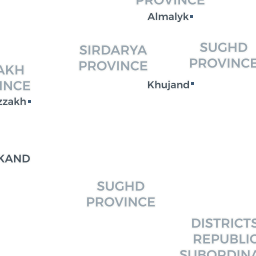 PROVINCE
Almalyk
SIRDARYA
PROVINCE
SUGHD
PROVINCE
AKH
INCE
zzakh
Khujand
KAND
SUGHD
PROVINCE
DISTRICTS
REPUBLIC
SUBORDINA